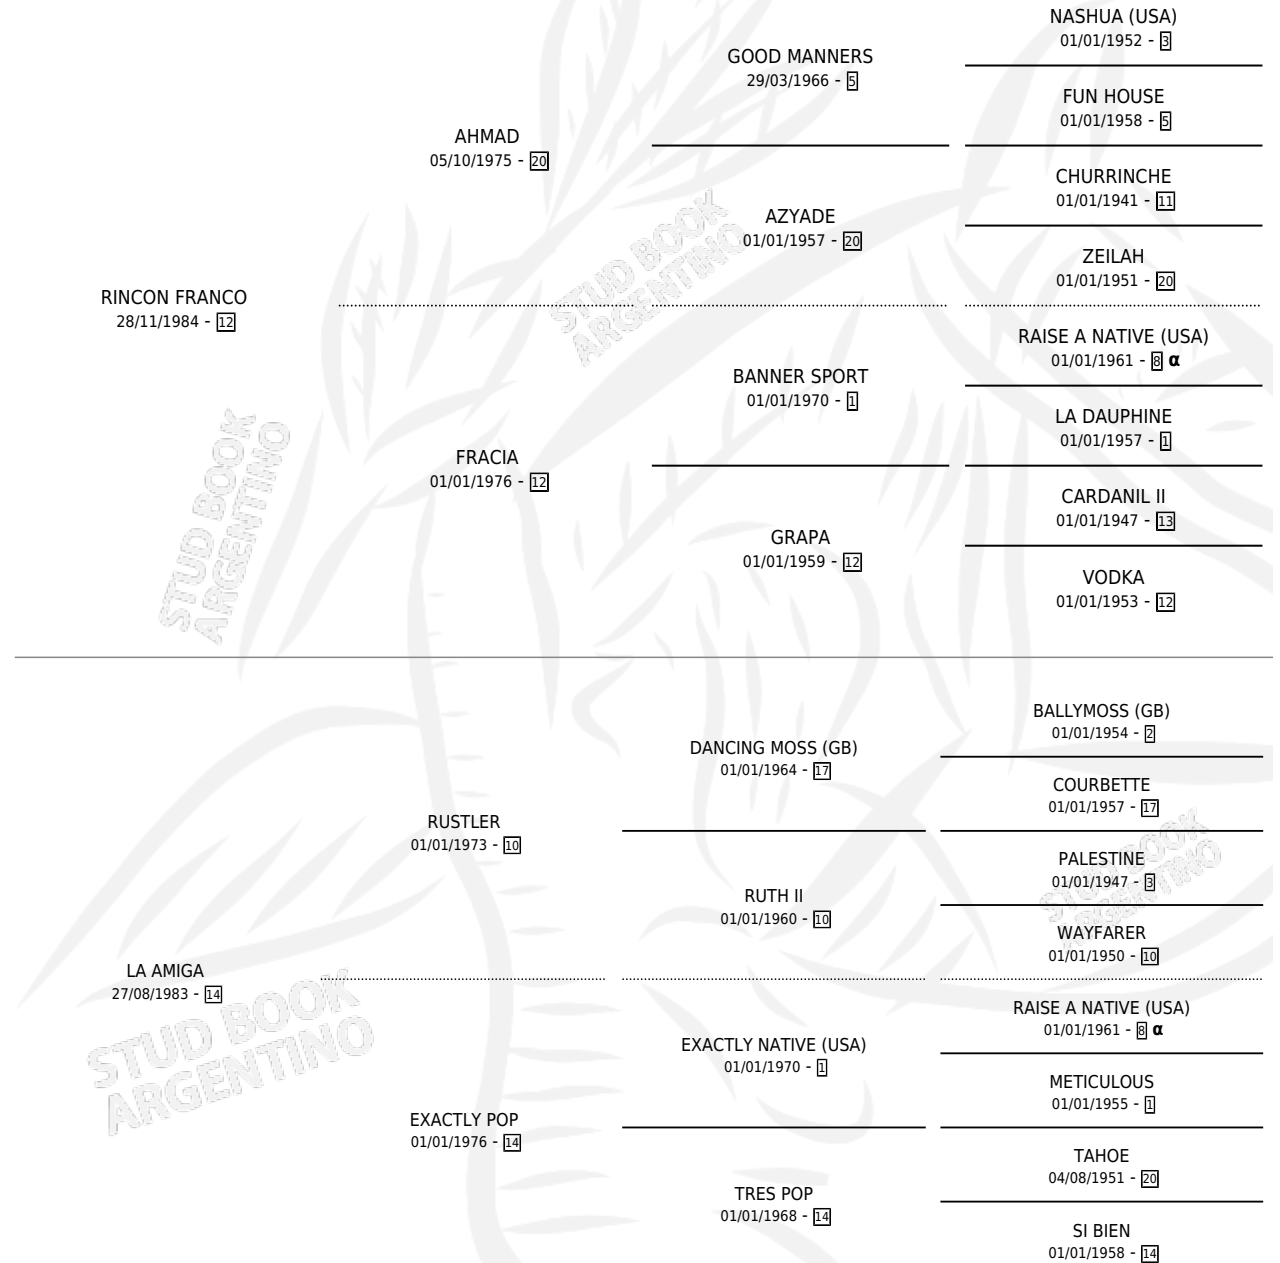 NASHUA (USA)
01/01/1952 - 3
GOOD MANNERS
29/03/1966 - 5
FUN HOUSE
01/01/1958 - 5
AHMAD
05/10/1975 - 20
CHURRINCHE
01/01/1941 - 11
AZYADE
01/01/1957 - 20
ZEILAH
01/01/1951 - 20
RINCON FRANCO
28/11/1984 - 12
RAISE A NATIVE (USA)
01/01/1961 - 8 α
BANNER SPORT
01/01/1970 - 1
LA DAUPHINE
01/01/1957 - 1
FRACIA
01/01/1976 - 12
CARDANIL II
01/01/1947 - 13
GRAPA
01/01/1959 - 12
VODKA
01/01/1953 - 12
STUD BOOK
ARGENTINO
STUD BOOK
ARGENTINO
BALLYMOSS (GB)
01/01/1954 - 2
DANCING MOSS (GB)
01/01/1964 - 17
COURBETTE
01/01/1957 - 17
RUSTLER
01/01/1973 - 10
PALESTINE
01/01/1947 - 3
RUTH II
01/01/1960 - 10
WAYFARER
01/01/1950 - 10
LA AMIGA
27/08/1983 - 14
RAISE A NATIVE (USA)
01/01/1961 - 8 α
EXACTLY NATIVE (USA)
01/01/1970 - 1
METICULOUS
01/01/1955 - 1
EXACTLY POP
01/01/1976 - 14
TAHOE
04/08/1951 - 20
TRES POP
01/01/1968 - 14
SI BIEN
01/01/1958 - 14
STUD BOOK
ARGENTINO
STUD BOOK
ARGENTINO